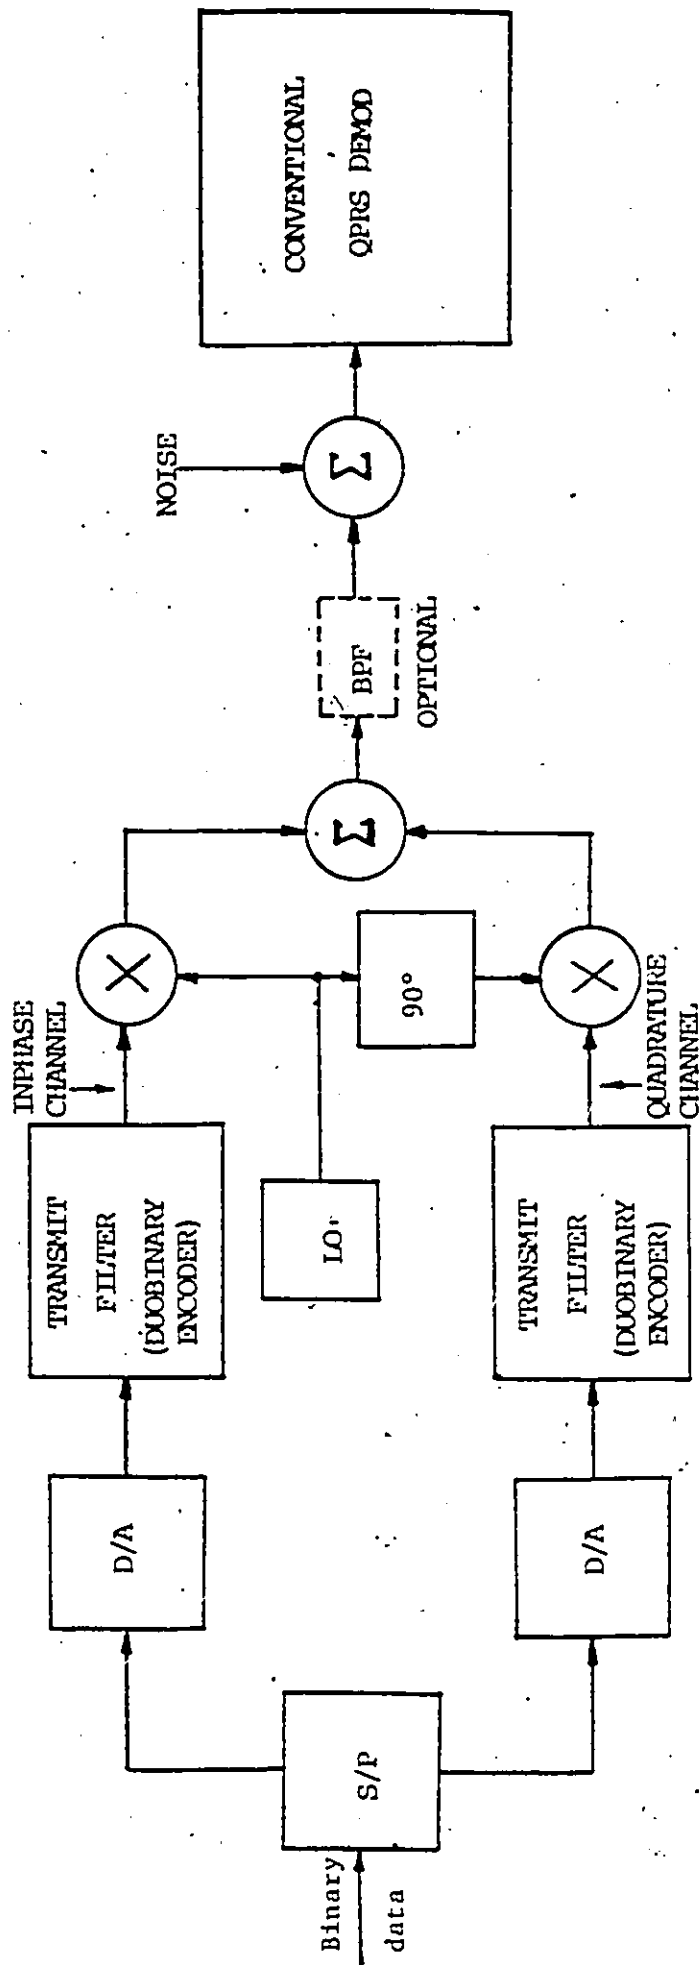 Binary
data
S/P
D/A
D/A
TRANSMIT
FILTER
(DUOBINARY
ENCODER)
TRANSMIT
FILTER
(DUOBINARY
ENCODER)
INPHASE
CHANNEL
LO
90°
QUADRATURE
CHANNEL
X
X
Σ
BPF
OPTIONAL
NOISE
Σ
CONVENTIONAL
QPRS DEMOD